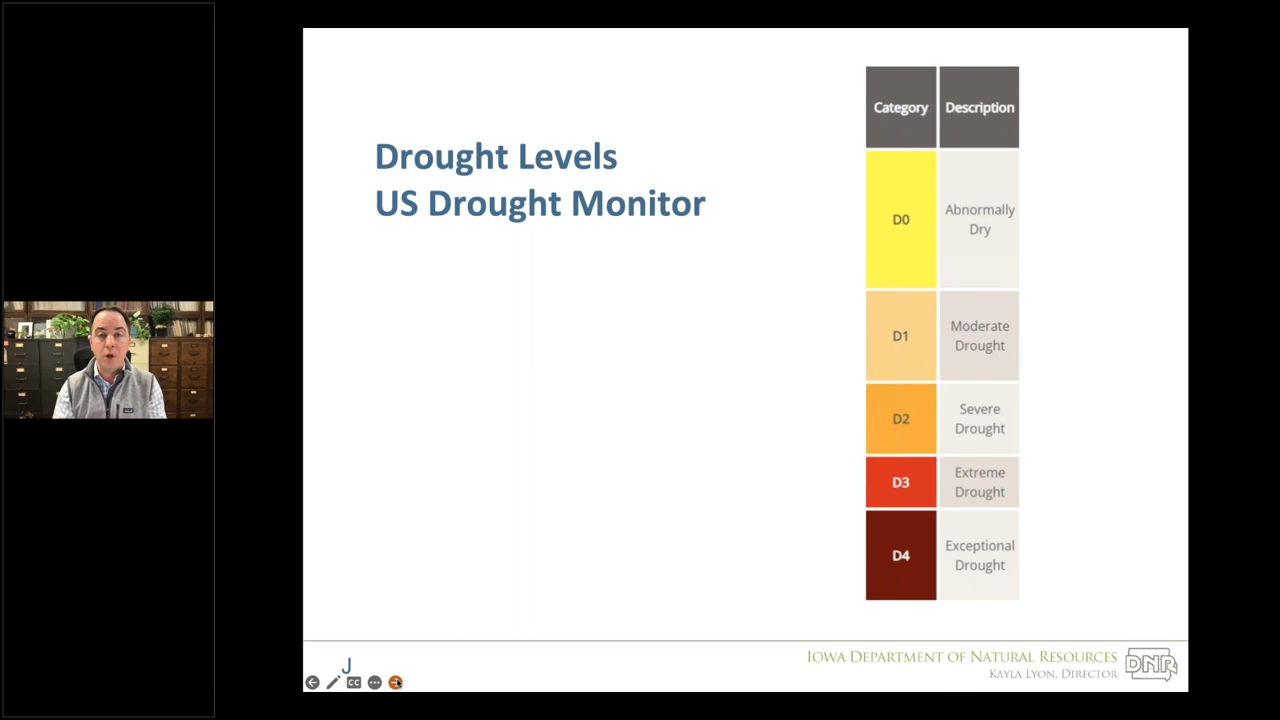 Drought Levels
US Drought Monitor
Category Description
D0 Abnormally
Dry
D1 Moderate
Drought
D2 Severe
Drought
D3 Extreme
Drought
D4 Exceptional
Drought
IOWA DEPARTMENT OF NATURAL RESOURCES
KAYLA LYON, DIRECTOR
DNR
J
CC